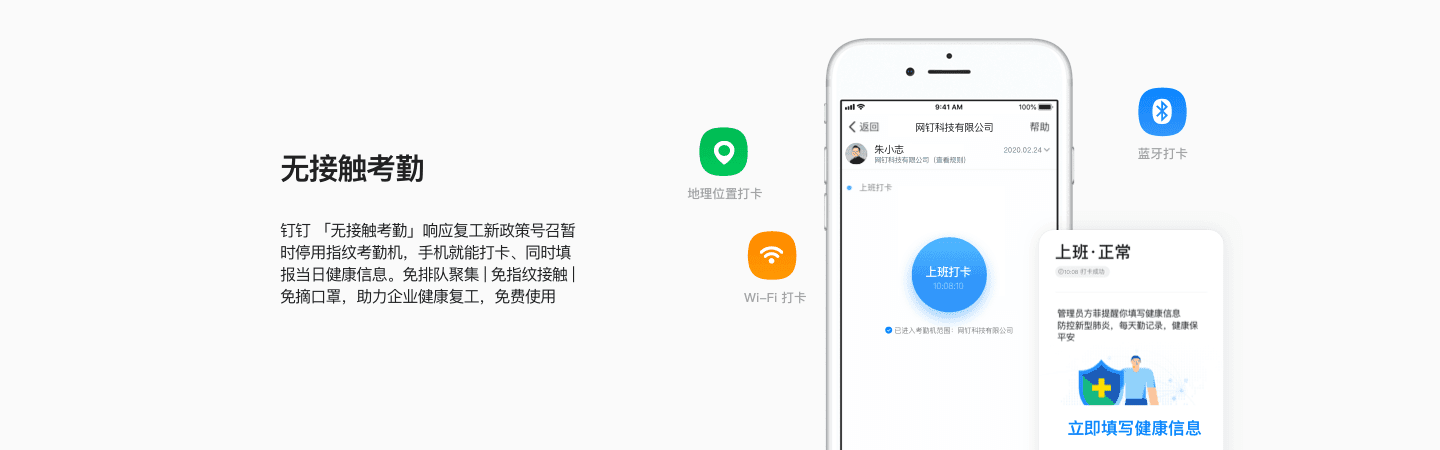 无接触考勤
钉钉 「无接触考勤」响应复工新政策号召暂
时停用指纹考勤机，手机就能打卡、同时填
报当日健康信息。免排队聚集 | 免指纹接触 |
免摘口罩，助力企业健康复工，免费使用
地理位置打卡
Wi-Fi 打卡
9:41 AM
100%
返回
网钉科技有限公司
帮助
朱小志
网钉科技有限公司（查看规则）
2020.02.24
上班打卡
上班打卡
10:08:10
已进入考勤机范围：网钉科技有限公司
蓝牙打卡
上班·正常
10:08 打卡成功
管理员方菲提醒你填写健康信息
防控新型肺炎，每天勤记录，健康保
平安
立即填写健康信息